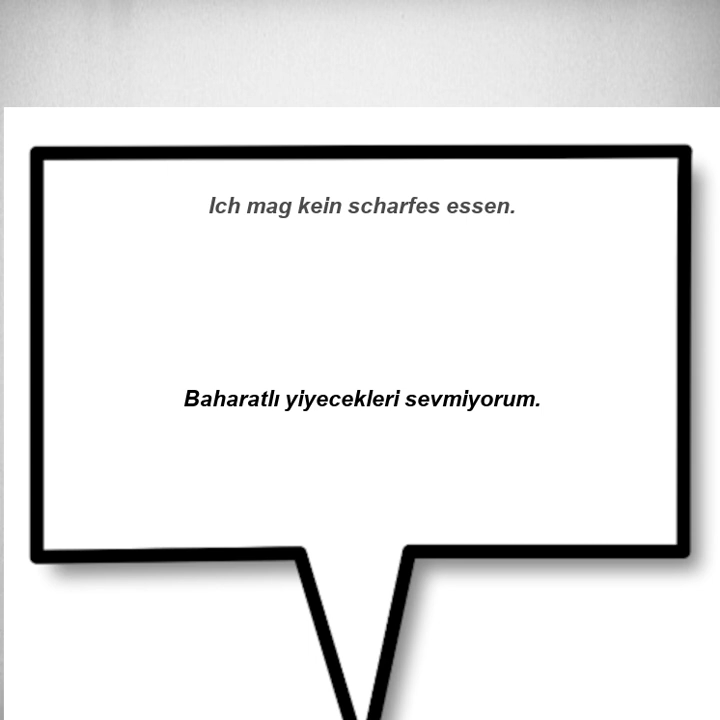 Ich mag kein scharfes essen.
Baharatlı yiyecekleri sevmiyorum.